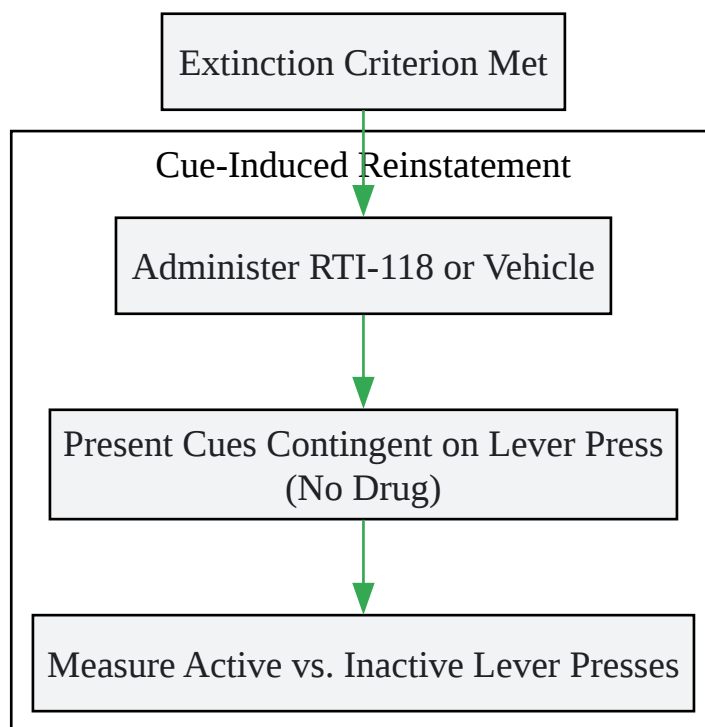 Extinction Criterion Met
Cue-Induced Reinstatement
Administer RTI-118 or Vehicle
Present Cues Contingent on Lever Press
(No Drug)
Measure Active vs. Inactive Lever Presses